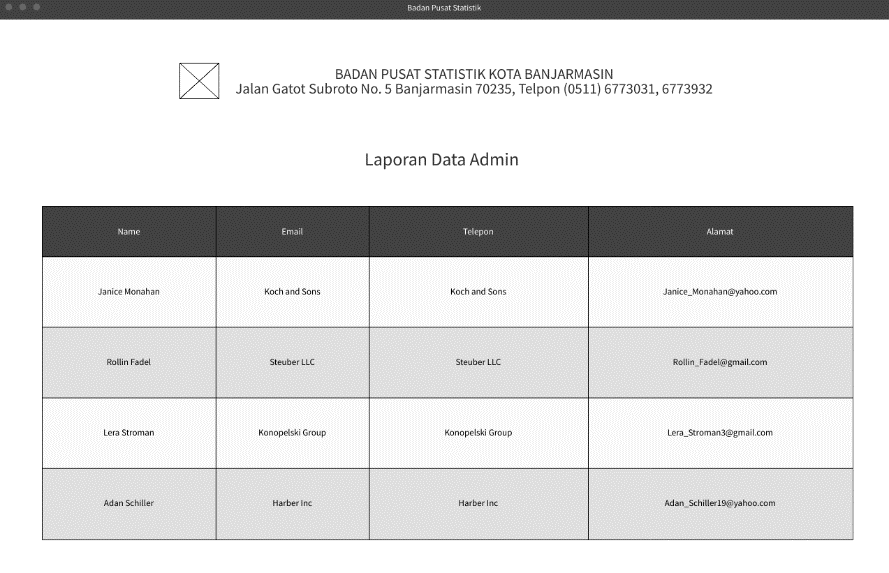 Badan Pusat Statistik
BADAN PUSAT STATISTIK KOTA BANJARMASIN
Jalan Gatot Subroto No. 5 Banjarmasin 70235, Telpon (0511) 6773031, 6773932
Laporan Data Admin
Name Email Telepon Alamat
Janice Monahan Koch and Sons Koch and Sons Janice_Monahan@yahoo.com
Rollin Fadel Steuber LLC Steuber LLC Rollin_Fadel@gmail.com
Lera Stroman Konopelski Group Konopelski Group Lera_Stroman3@gmail.com
Adan Schiller Harber Inc Harber Inc Adan_Schiller19@yahoo.com